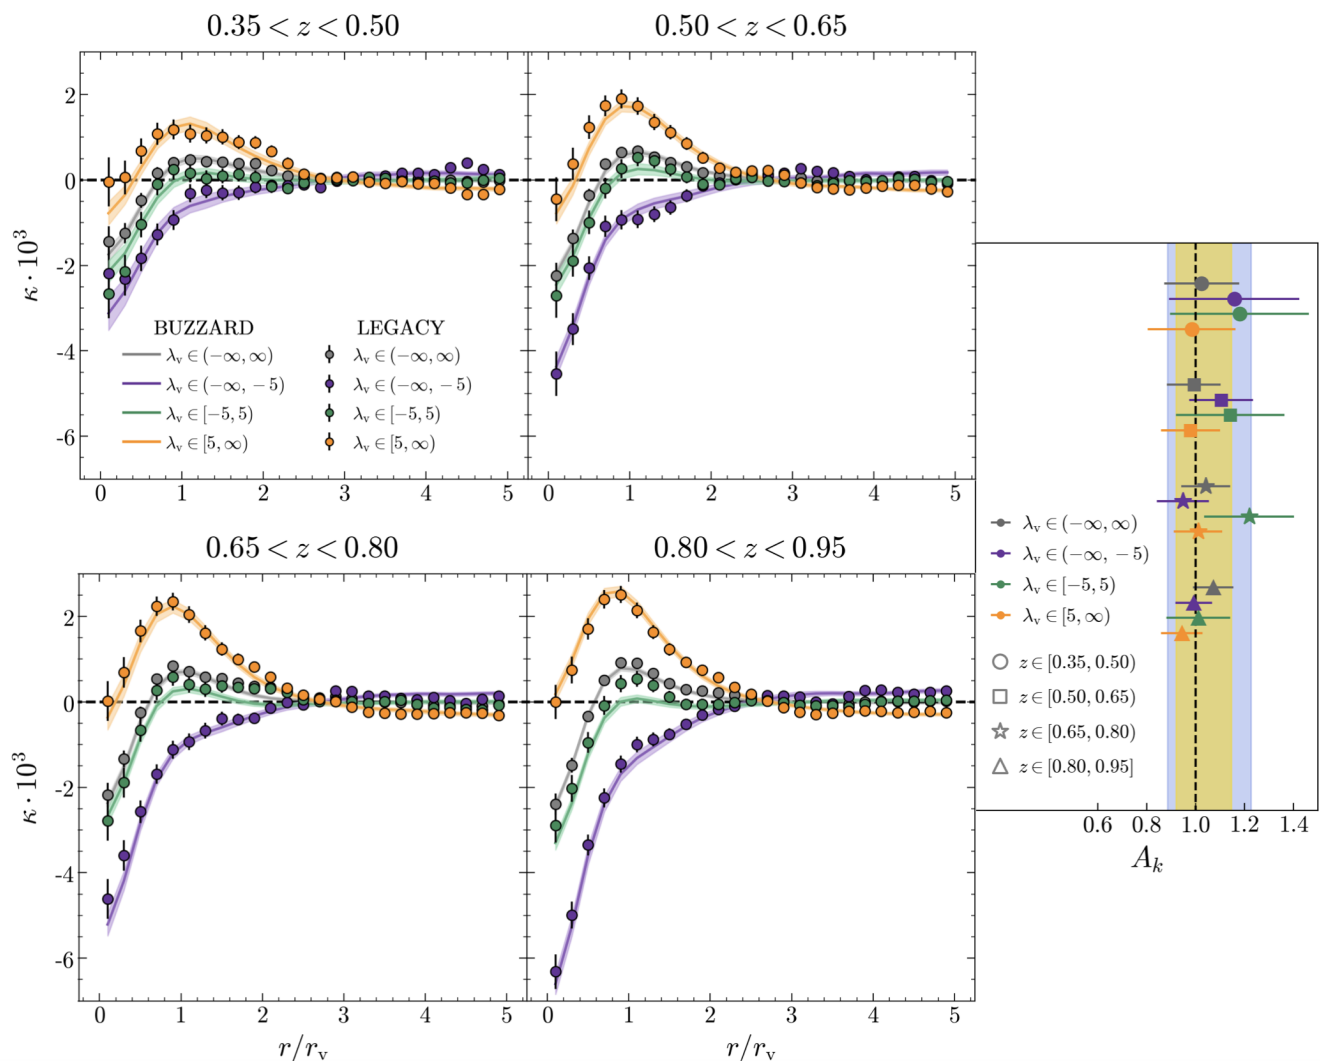 0.35 < z < 0.50
0.50 < z < 0.65
κ · 10³
2
0
-2
-4
-6
BUZZARD
λᵥ ∈ (−∞, ∞)
λᵥ ∈ (−∞, −5)
λᵥ ∈ [−5, 5)
λᵥ ∈ [5, ∞)
LEGACY
λᵥ ∈ (−∞, ∞)
λᵥ ∈ (−∞, −5)
λᵥ ∈ [−5, 5)
λᵥ ∈ [5, ∞)
0 1 2 3 4 5
0 1 2 3 4 5
0.65 < z < 0.80
0.80 < z < 0.95
κ · 10³
2
0
-2
-4
-6
0 1 2 3 4 5
0 1 2 3 4 5
r/rᵥ
r/rᵥ
λᵥ ∈ (−∞, ∞)
λᵥ ∈ (−∞, −5)
λᵥ ∈ [−5, 5)
λᵥ ∈ [5, ∞)
z ∈ [0.35, 0.50)
z ∈ [0.50, 0.65)
z ∈ [0.65, 0.80)
z ∈ [0.80, 0.95]
0.6 0.8 1.0 1.2 1.4
Aₖ